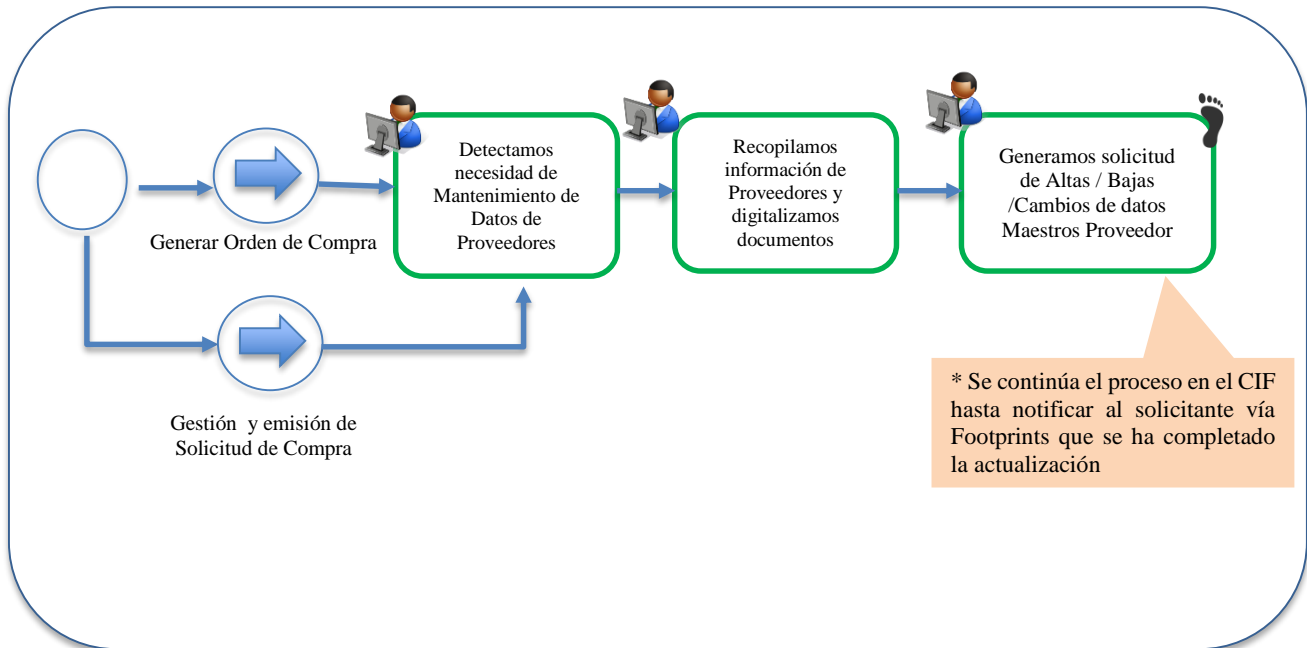 Detectamos
necesidad de
Mantenimiento de
Datos de
Proveedores
Recopilamos
información de
Proveedores y
digitalizamos
documentos
Generamos solicitud
de Altas / Bajas
/Cambios de datos
Maestros Proveedor
Generar Orden de Compra
Gestión  y emisión de
Solicitud de Compra
* Se continúa el proceso en el CIF
hasta notificar al solicitante vía
Footprints que se ha completado
la actualización